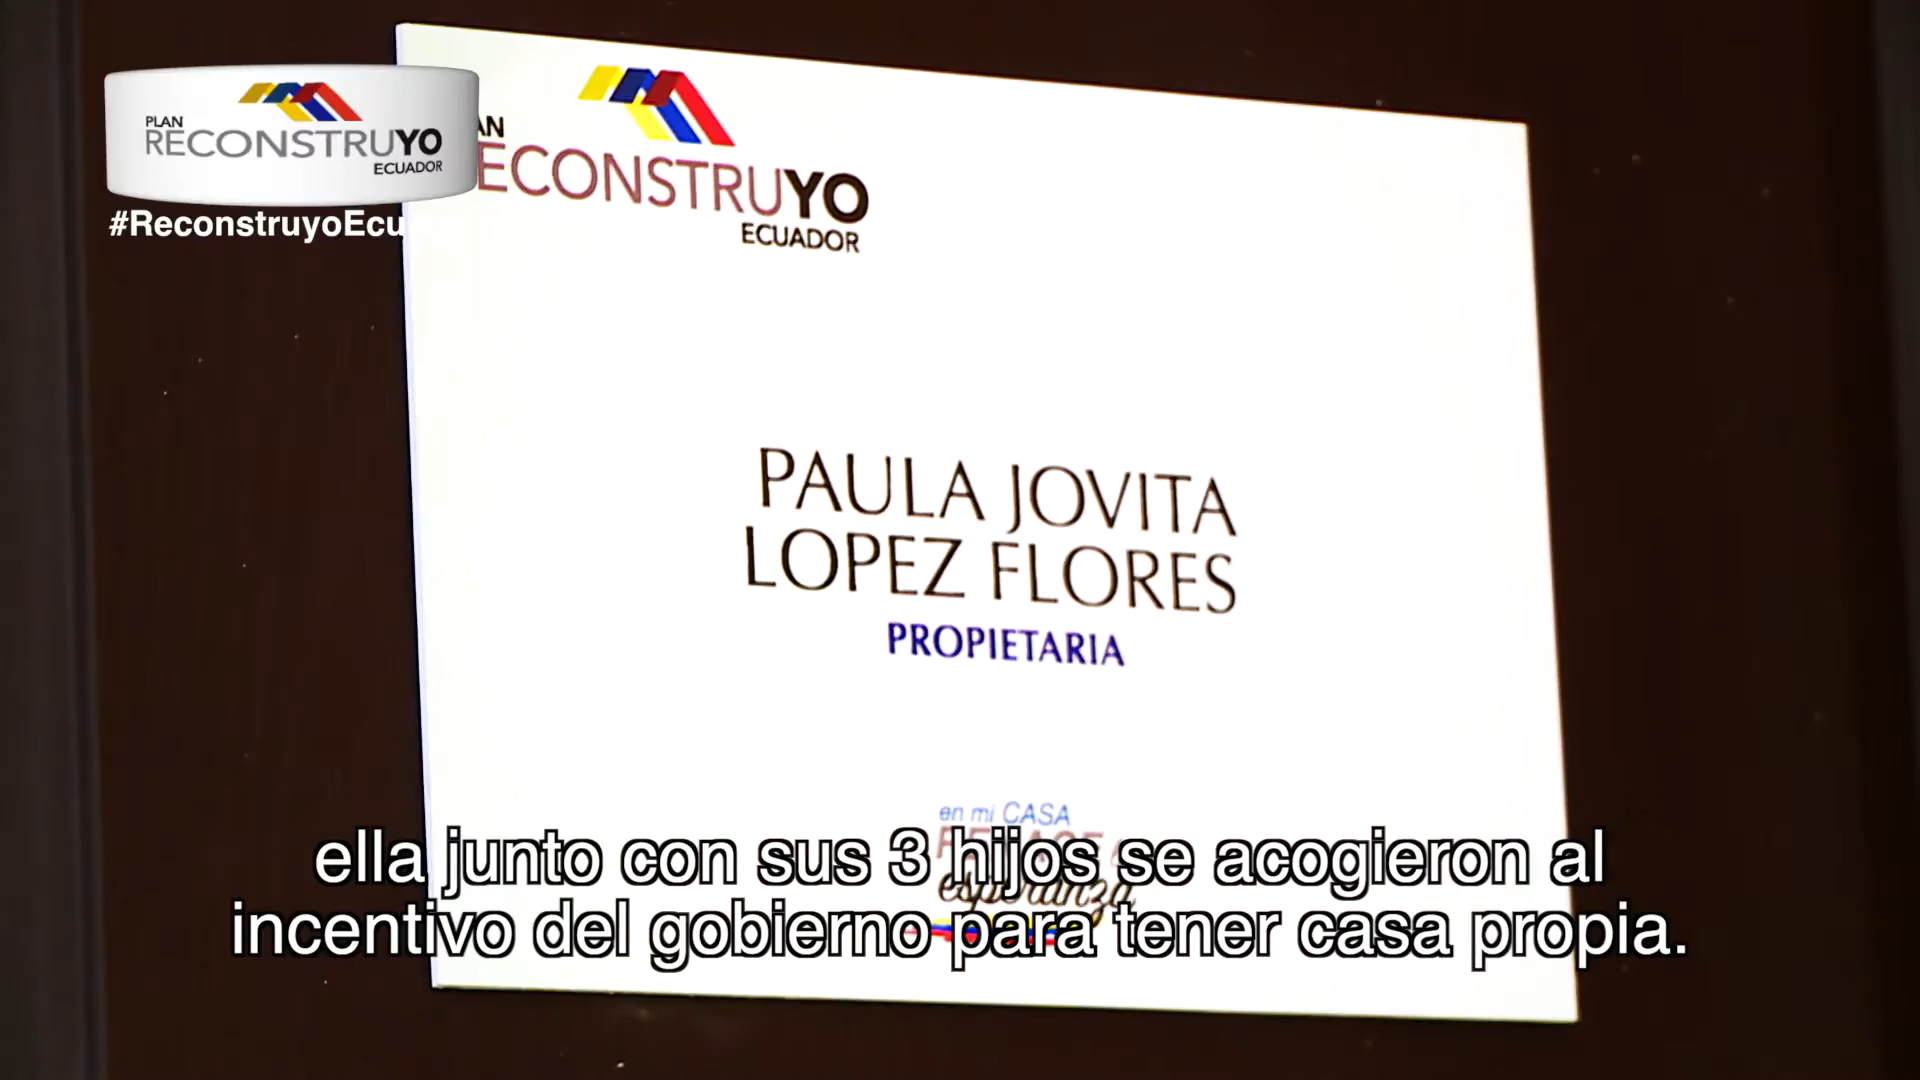 PLAN
RECONSTRUYO
ECUADOR
#ReconstruyoEcu
ECONSTRUYO
ECUADOR
PAULA JOVITA
LOPEZ FLORES
PROPIETARIA
en mi CASA
esperanza
ella junto con sus 3 hijos se acogieron al
incentivo del gobierno para tener casa propia.